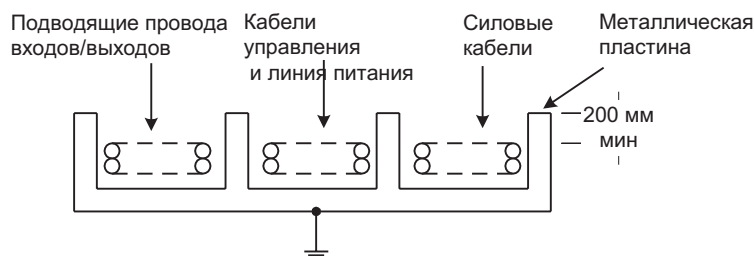 Подводящие провода
входов/выходов
Кабели
управления
и линия питания
Силовые
кабели
Металлическая
пластина
200 мм
мин